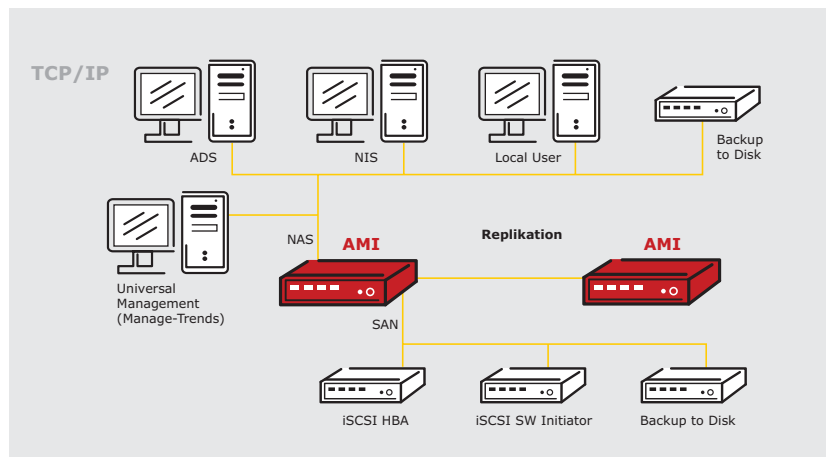 TCP/IP
ADS
NIS
Local User
Backup
to Disk
Universal
Management
(Manage-Trends)
NAS
AMI
Replikation
AMI
SAN
iSCSI HBA
iSCSI SW Initiator
Backup to Disk